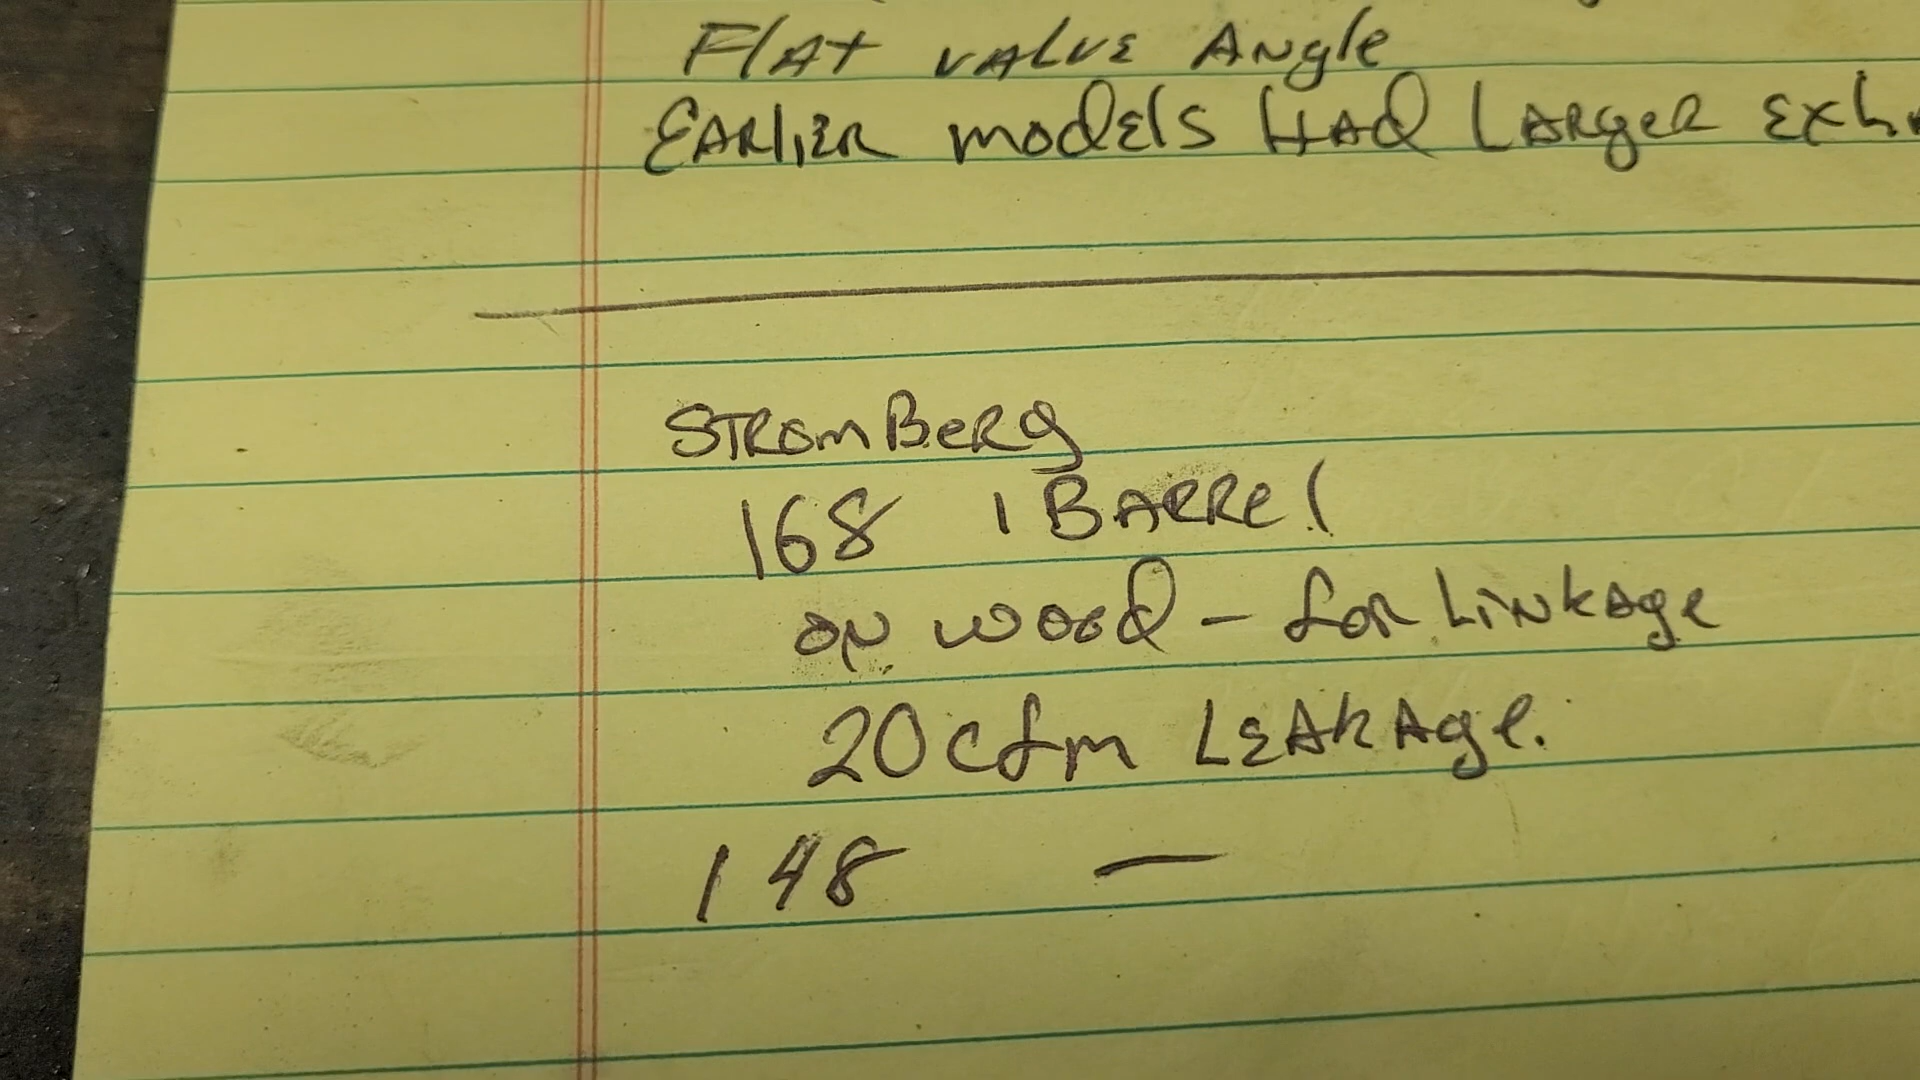 Flat valve Angle
Earlier models Had Larger
Stromberg
168 1 Barrel
on wood - for Linkage
20 cfm Leakage.
148 -